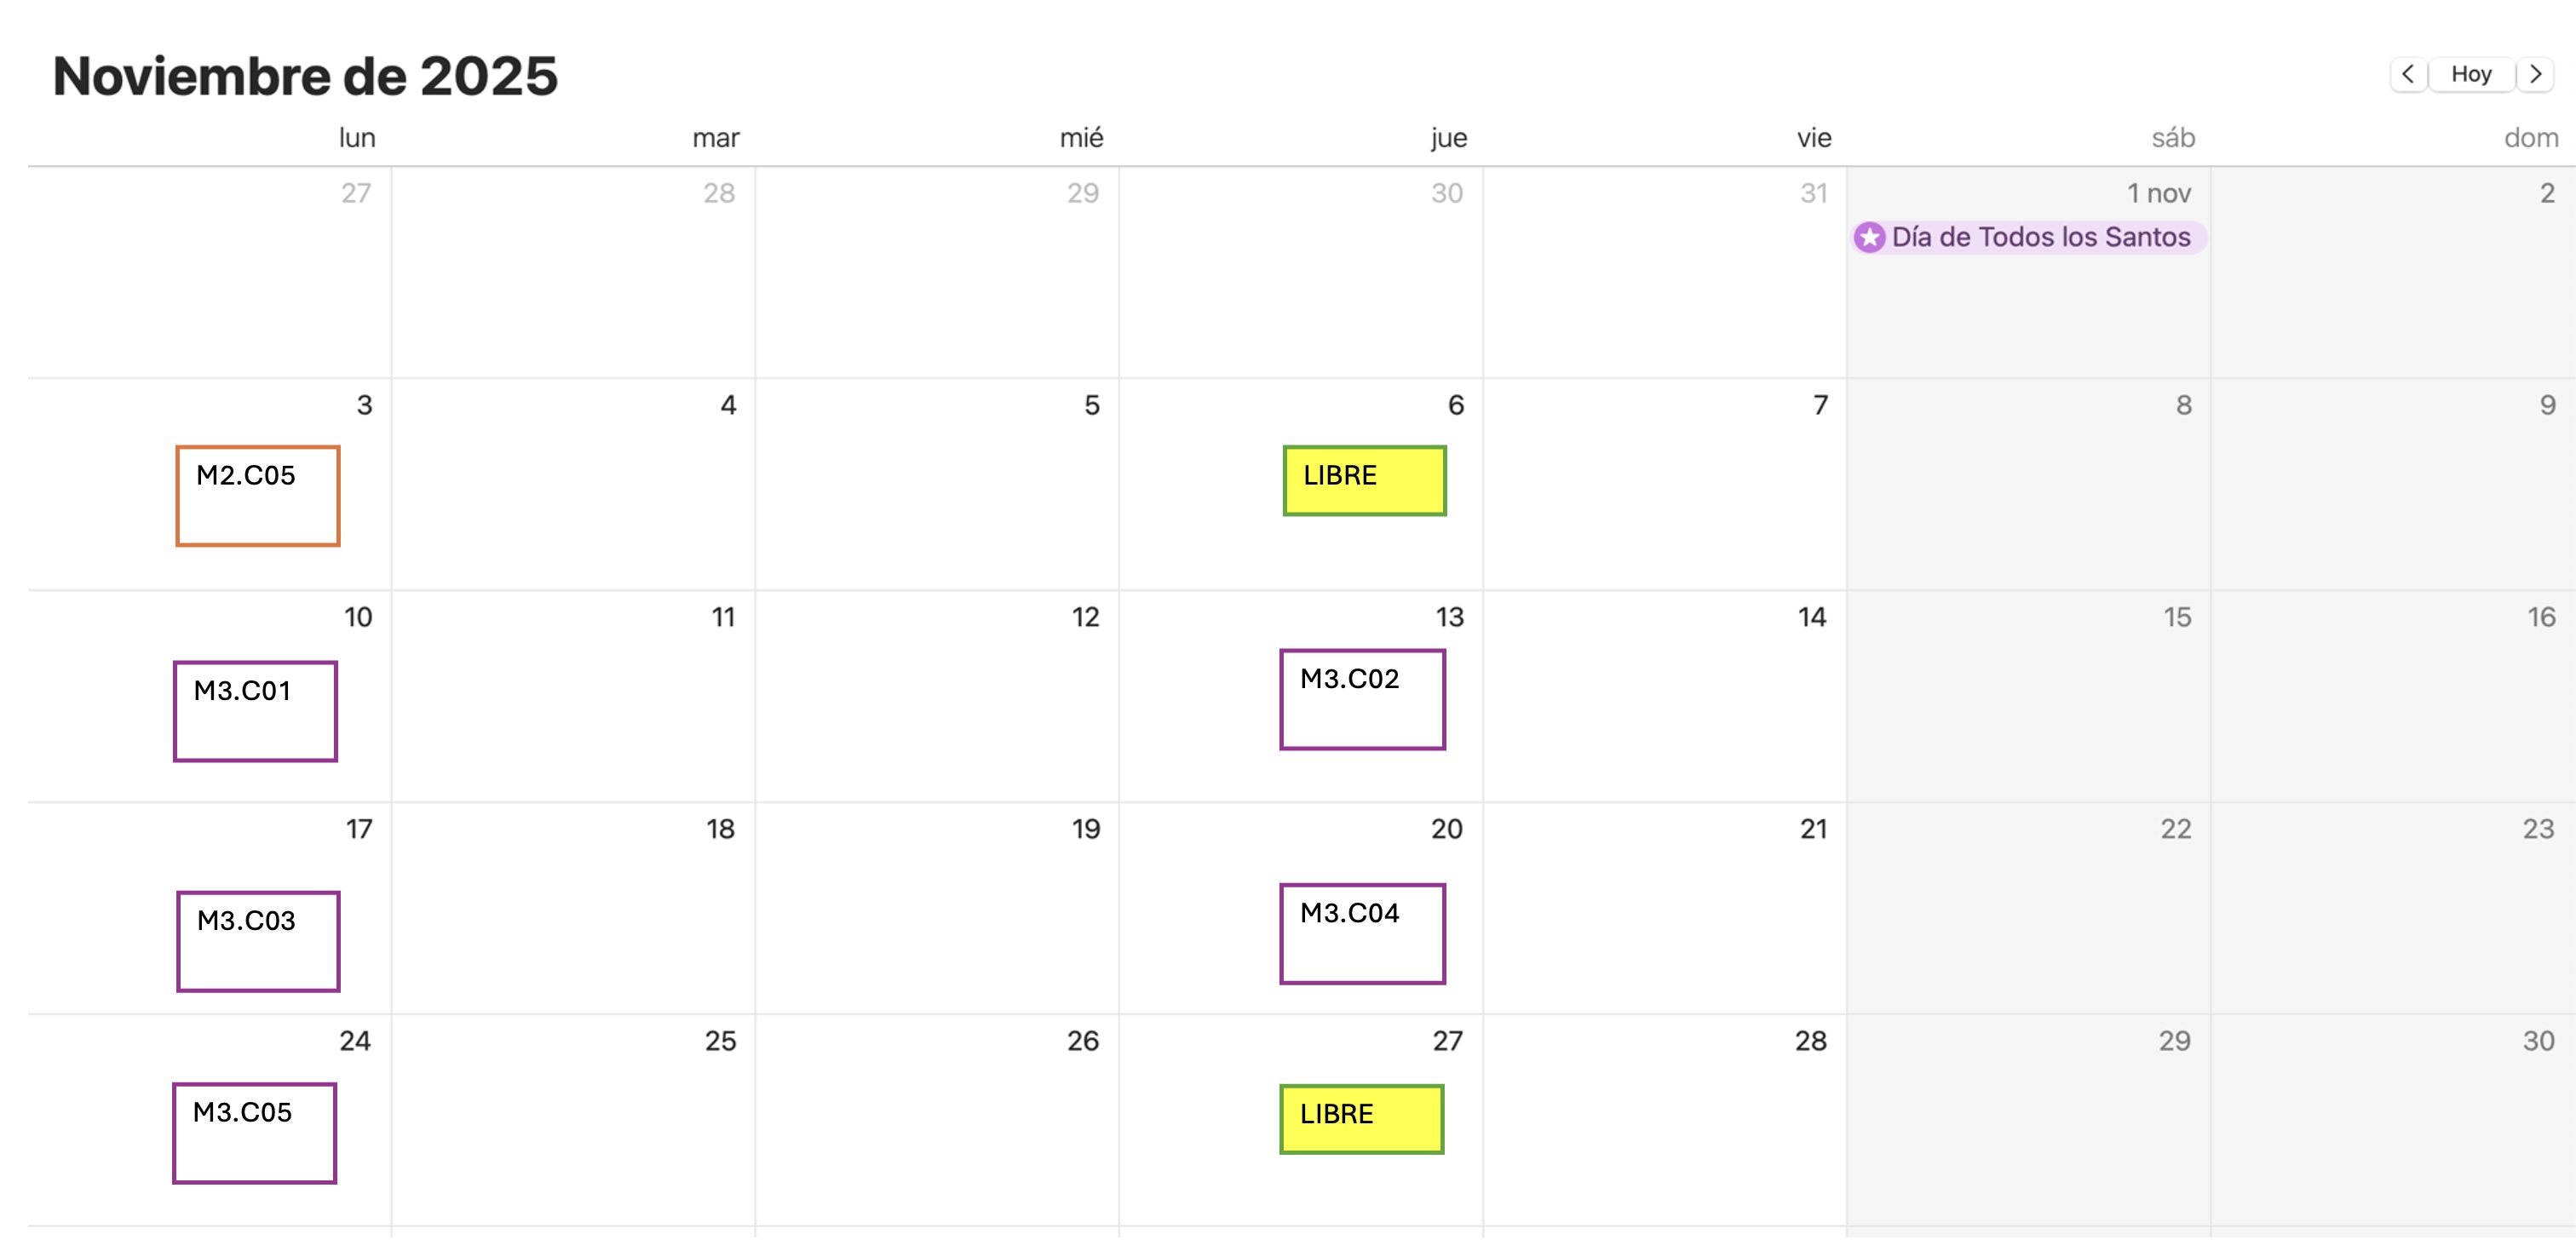 Noviembre de 2025
Hoy
lun mar mié jue vie sáb dom
27 28 29 30 31 1 nov 2
Día de Todos los Santos
3 4 5 6 7 8 9
M2.C05 LIBRE
10 11 12 13 14 15 16
M3.C01 M3.C02
17 18 19 20 21 22 23
M3.C03 M3.C04
24 25 26 27 28 29 30
M3.C05 LIBRE